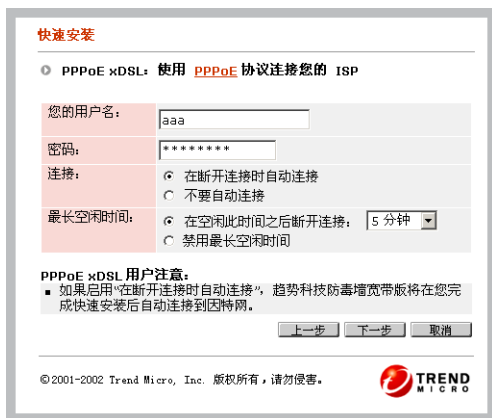 快速安装
PPPoE xDSL: 使用 PPPoE 协议连接您的 ISP
您的用户名:
aaa
密码:
********
连接:
在断开连接时自动连接
不要自动连接
最长空闲时间:
在空闲此时间之后断开连接: 5 分钟
禁用最长空闲时间
PPPoE xDSL 用户注意:
如果启用“在断开连接时自动连接”, 趋势科技防毒墙宽带版将在您完
成快速安装后自动连接到因特网。
上一步 下一步 取消
©2001-2002 Trend Micro, Inc. 版权所有,请勿侵害。
TREND
MICRO